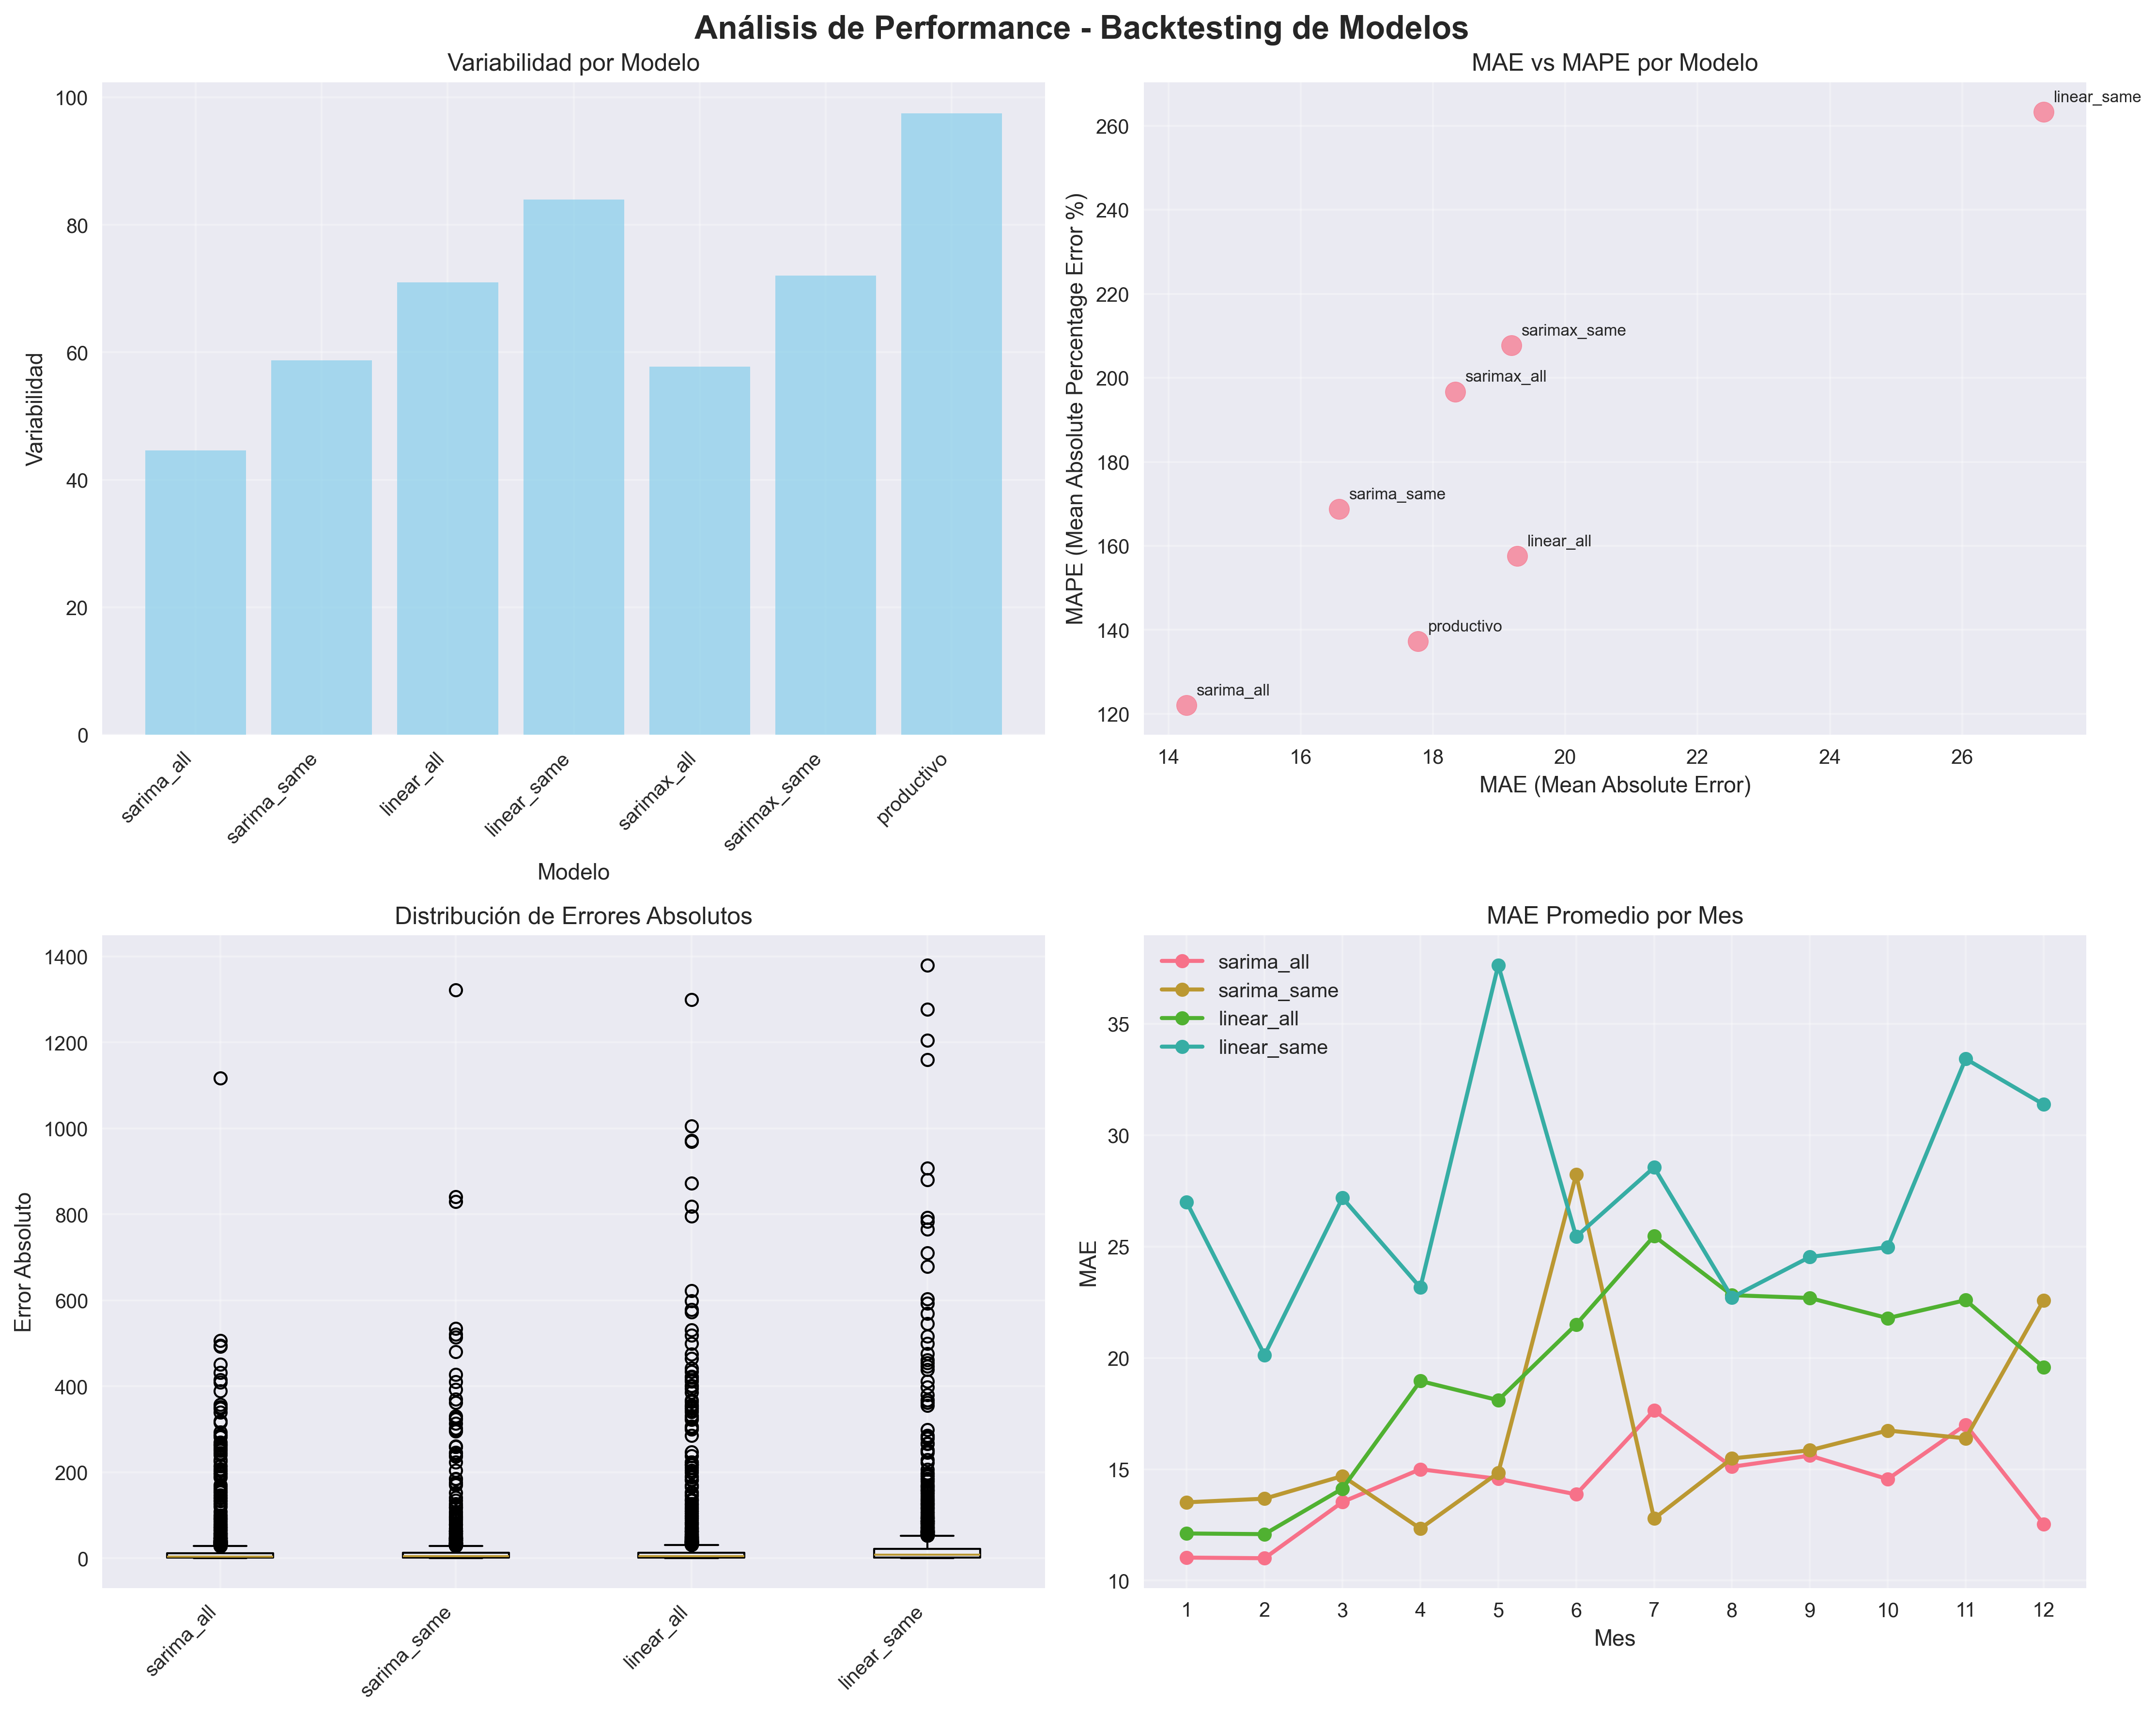 Análisis de Performance - Backtesting de Modelos
Variabilidad por Modelo
Variabilidad
100
80
60
40
20
0
sarima_all
sarima_same
linear_all
linear_same
sarimax_all
sarimax_same
productivo
Modelo
MAE vs MAPE por Modelo
MAPE (Mean Absolute Percentage Error %)
260
240
220
200
180
160
140
120
linear_same
sarimax_same
sarimax_all
sarima_same
linear_all
productivo
sarima_all
14
16
18
20
22
24
26
MAE (Mean Absolute Error)
Distribución de Errores Absolutos
Error Absoluto
1400
1200
1000
800
600
400
200
0
sarima_all
sarima_same
linear_all
linear_same
MAE Promedio por Mes
sarima_all
sarima_same
linear_all
linear_same
MAE
35
30
25
20
15
10
1
2
3
4
5
6
7
8
9
10
11
12
Mes